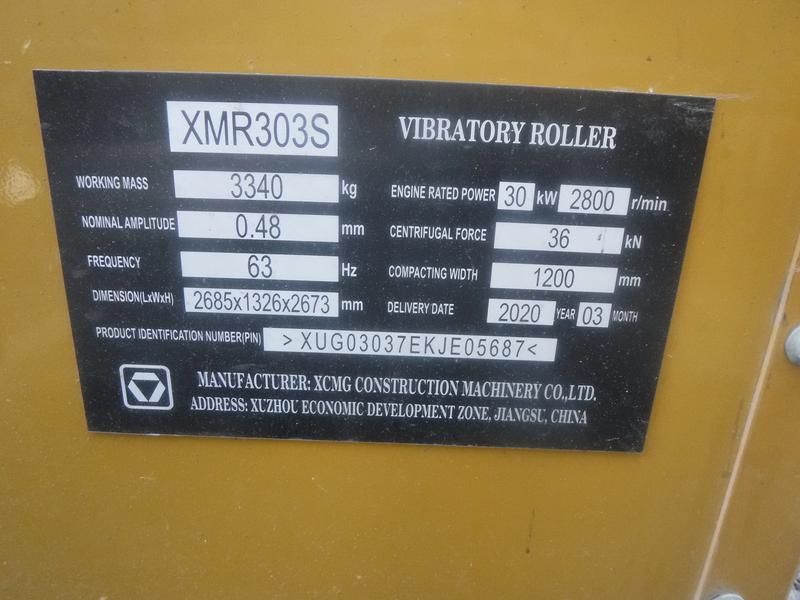 XMR303S VIBRATORY ROLLER
WORKING MASS 3340 kg ENGINE RATED POWER 30 kW 2800 r/min
NOMINAL AMPLITUDE 0.48 mm CENTRIFUGAL FORCE 36 kN
FREQUENCY 63 Hz COMPACTING WIDTH 1200 mm
DIMENSION(LxWxH) 2685x1326x2673 mm DELIVERY DATE 2020 YEAR 03 MONTH
PRODUCT IDENTIFICATION NUMBER(PIN) >XUG03037EKJE05687<
MANUFACTURER: XCMG CONSTRUCTION MACHINERY CO.,LTD.
ADDRESS: XUZHOU ECONOMIC DEVELOPMENT ZONE, JIANGSU, CHINA